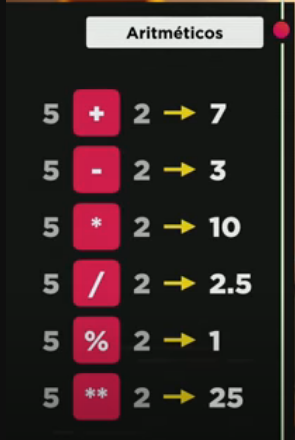 Aritméticos
5 + 2 → 7
5 - 2 → 3
5 * 2 → 10
5 / 2 → 2.5
5 % 2 → 1
5 ** 2 → 25